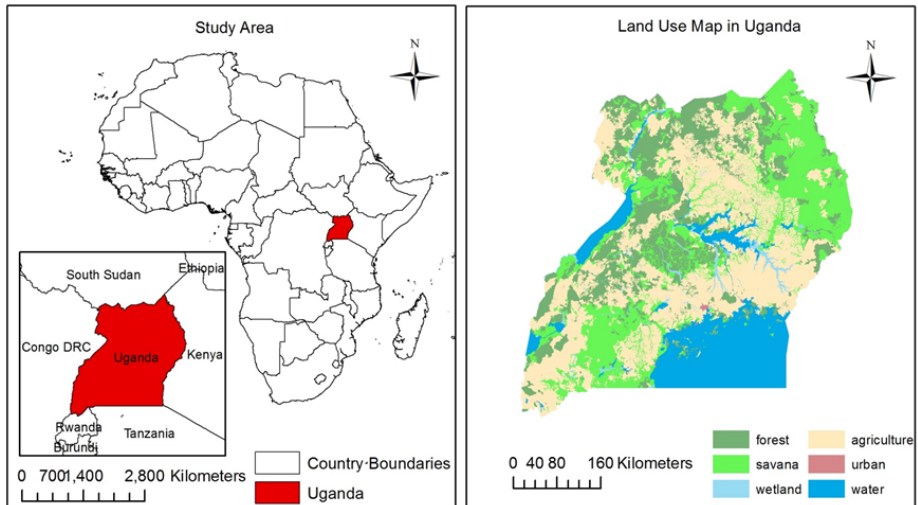 Study Area
N
South Sudan
Ethiopia
Congo DRC
Uganda
Kenya
Rwanda
Burundi
Tanzania
0 7001,400 2,800 Kilometers
Country-Boundaries
Uganda
Land Use Map in Uganda
N
0 40 80 160 Kilometers
forest
agriculture
savana
urban
wetland
water